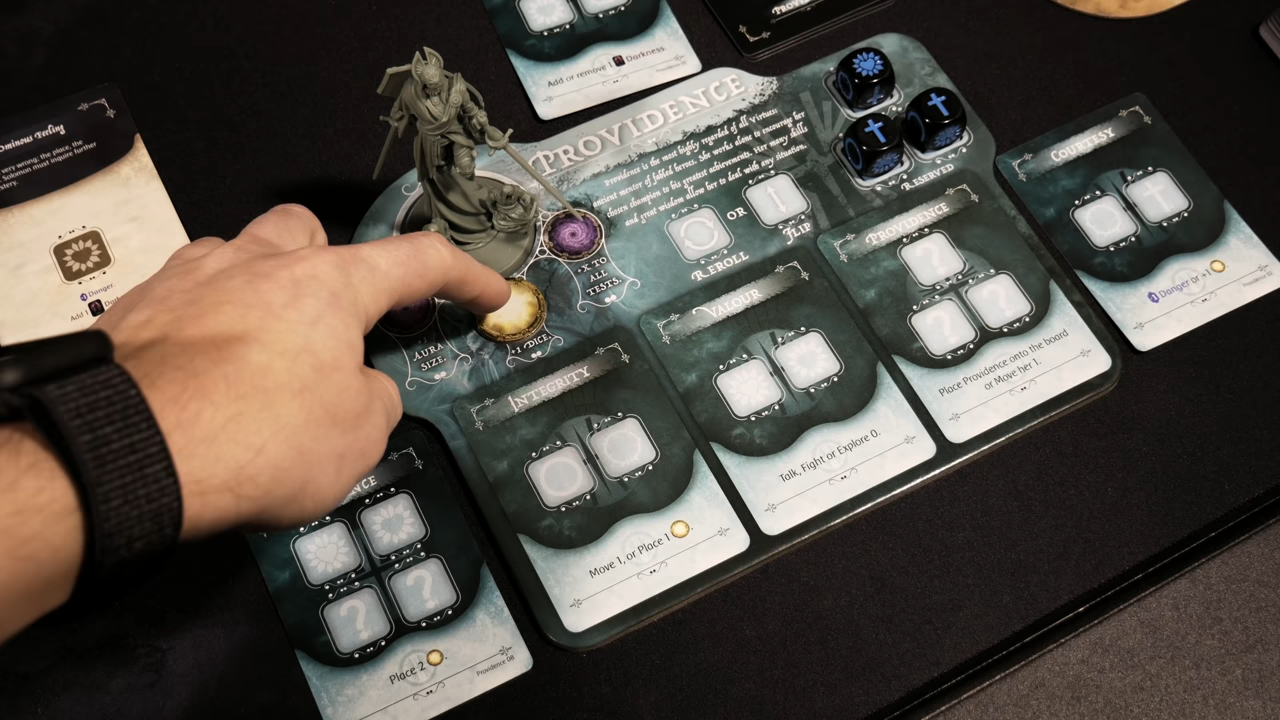 Add or remove 1 Darkness.
Providence
Ominous Feeling
very wrong; the place, the
Solomon must inquire further
Danger.
Add 1
PROVIDENCE
Providence is the most highly regarded of all Virtues;
ancient mentor of fabled heroes. She works alone to encourage her
chosen champion to his greatest achievements. Her many skills
and great wisdom allow her to deal with any situation.
REROLL
OR
FLIP
RESERVED
+X TO
ALL
TESTS.
AURA
SIZE.
+1 DICE.
INTEGRITY
Move 1, or Place 1 .
VALOUR
Talk, Fight or Explore 0.
PROVIDENCE
? ? ?
Place Providence onto the board
or Move her 1.
COURTESY
Danger or +1
? ?
Place 2 .
Providence 08